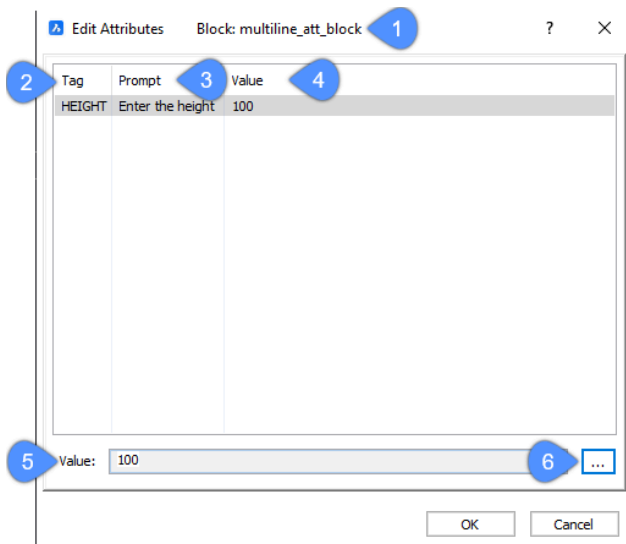 Edit Attributes Block: multiline_att_block 1 ?
2 Tag Prompt 3 Value 4
HEIGHT Enter the height 100
5 Value: 100 6 ...
OK Cancel